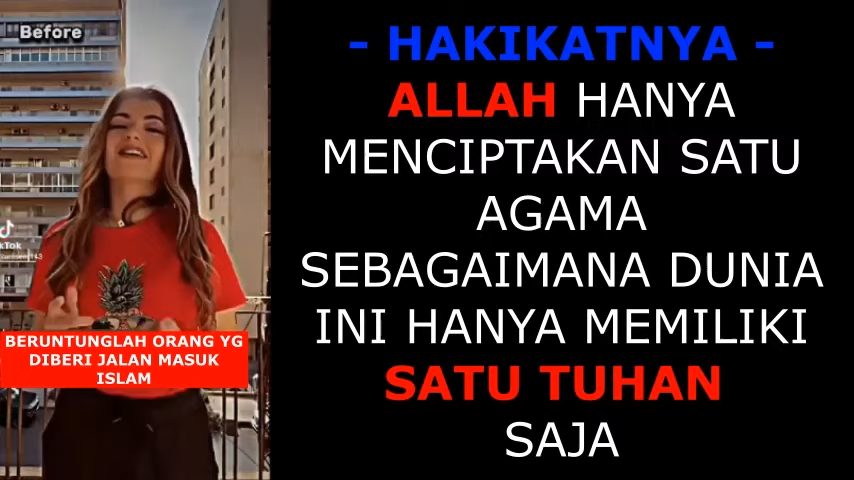 Before
TikTok
BERUNTUNGLAH ORANG YG
DIBERI JALAN MASUK
ISLAM
- HAKIKATNYA -
ALLAH HANYA
MENCIPTAKAN SATU
AGAMA
SEBAGAIMANA DUNIA
INI HANYA MEMILIKI
SATU TUHAN
SAJA